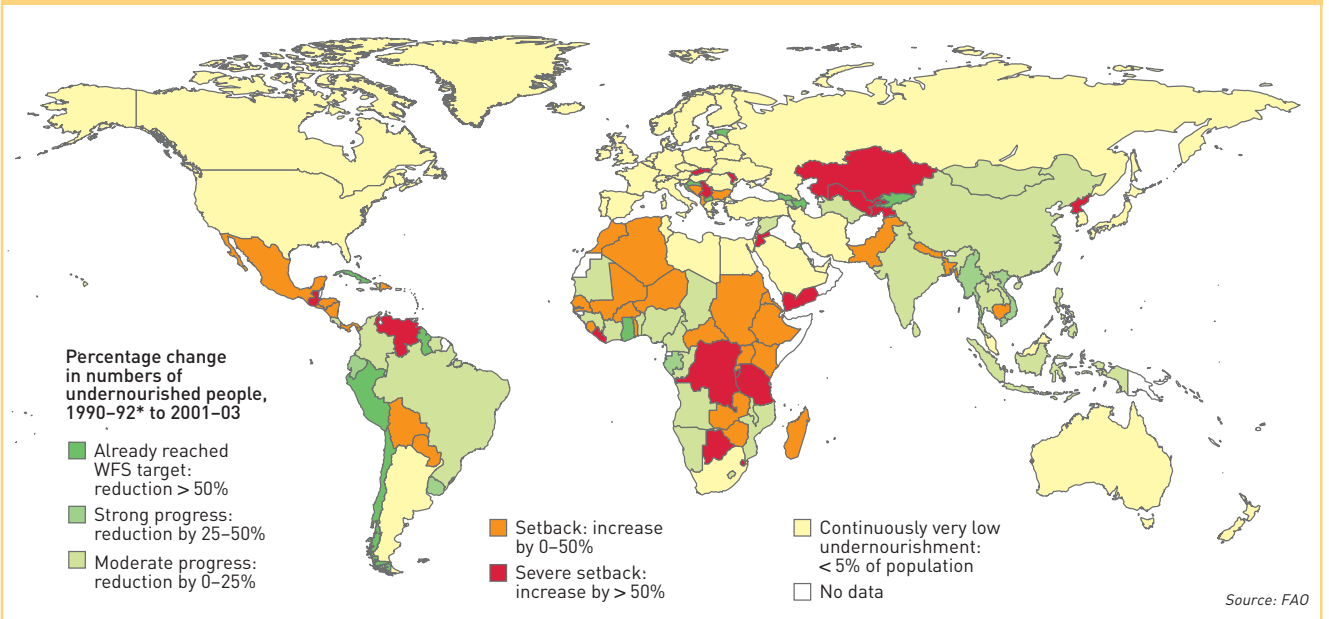 Percentage change
in numbers of
undernourished people,
1990–92* to 2001–03
Already reached
WFS target:
reduction > 50%
Strong progress:
reduction by 25–50%
Moderate progress:
reduction by 0–25%
Setback: increase
by 0–50%
Severe setback:
increase by > 50%
Continuously very low
undernourishment:
< 5% of population
No data
Source: FAO